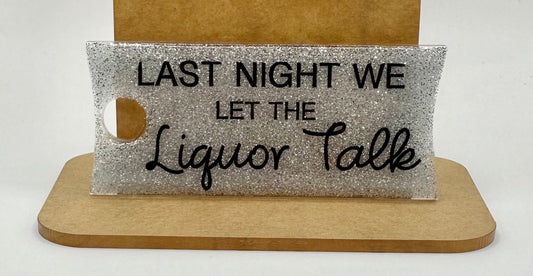 LAST NIGHT WE
LET THE
Liquor Talk